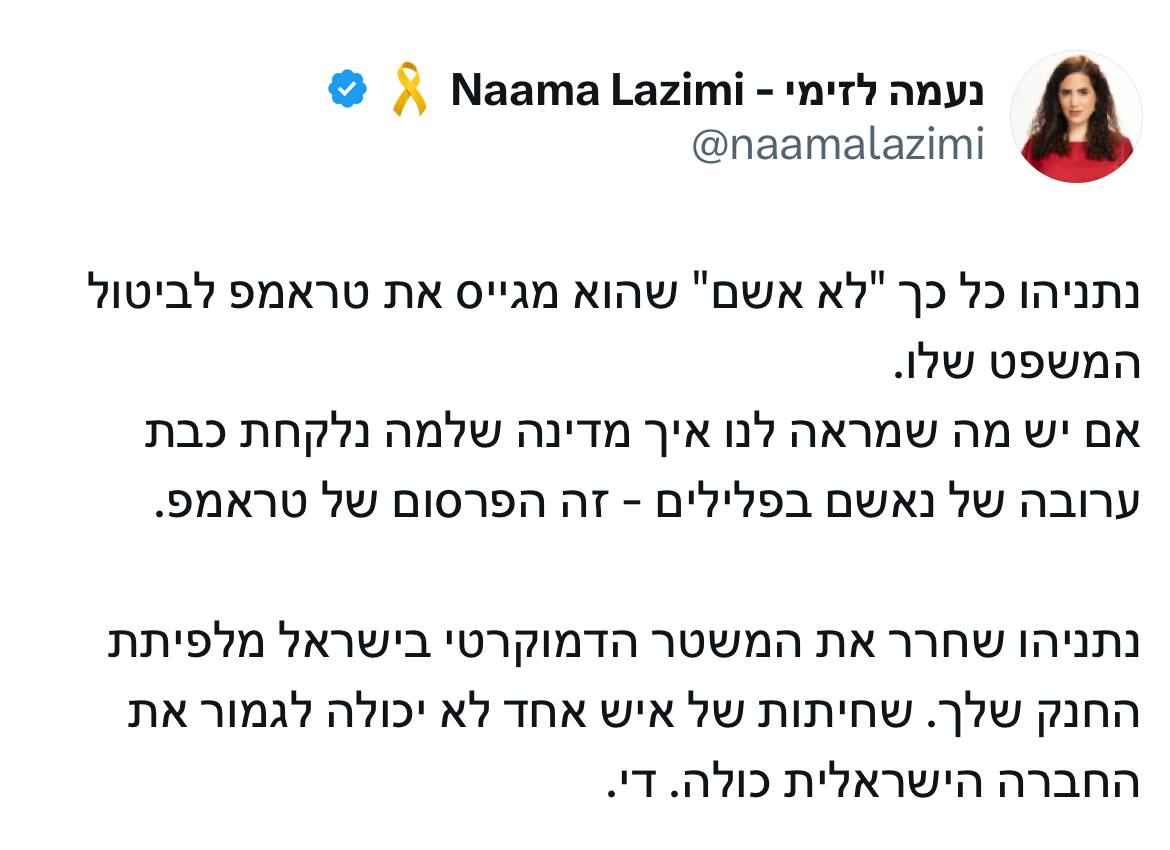 נעמה לזימי - Naama Lazimi 🎗️
@naamalazimi
נתניהו כל כך "לא אשם" שהוא מגייס את טראמפ לביטול
המשפט שלו.
אם יש מה שמראה לנו איך מדינה שלמה נלקחת כבת
ערובה של נאשם בפלילים - זה הפרסום של טראמפ.
נתניהו שחרר את המשטר הדמוקרטי בישראל מלפיתת
החנק שלך. שחיתות של איש אחד לא יכולה לגמור את
החברה הישראלית כולה. די.